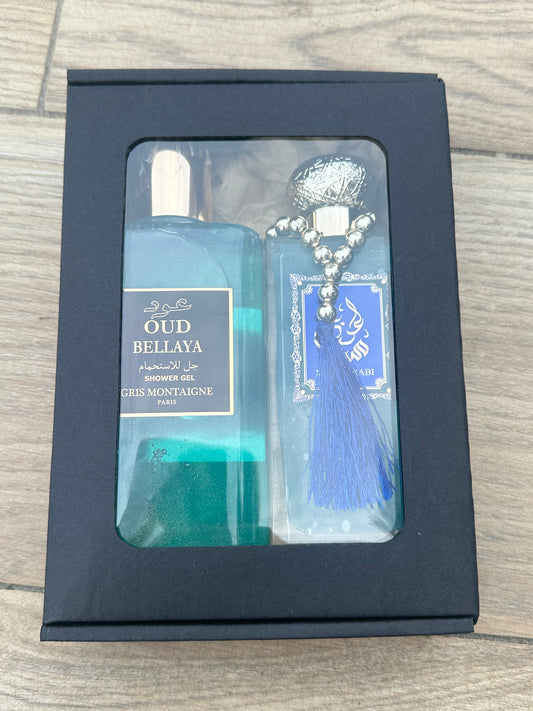 عود
OUD
BELLAYA
جل للاستحمام
SHOWER GEL
GRIS MONTAIGNE
PARIS